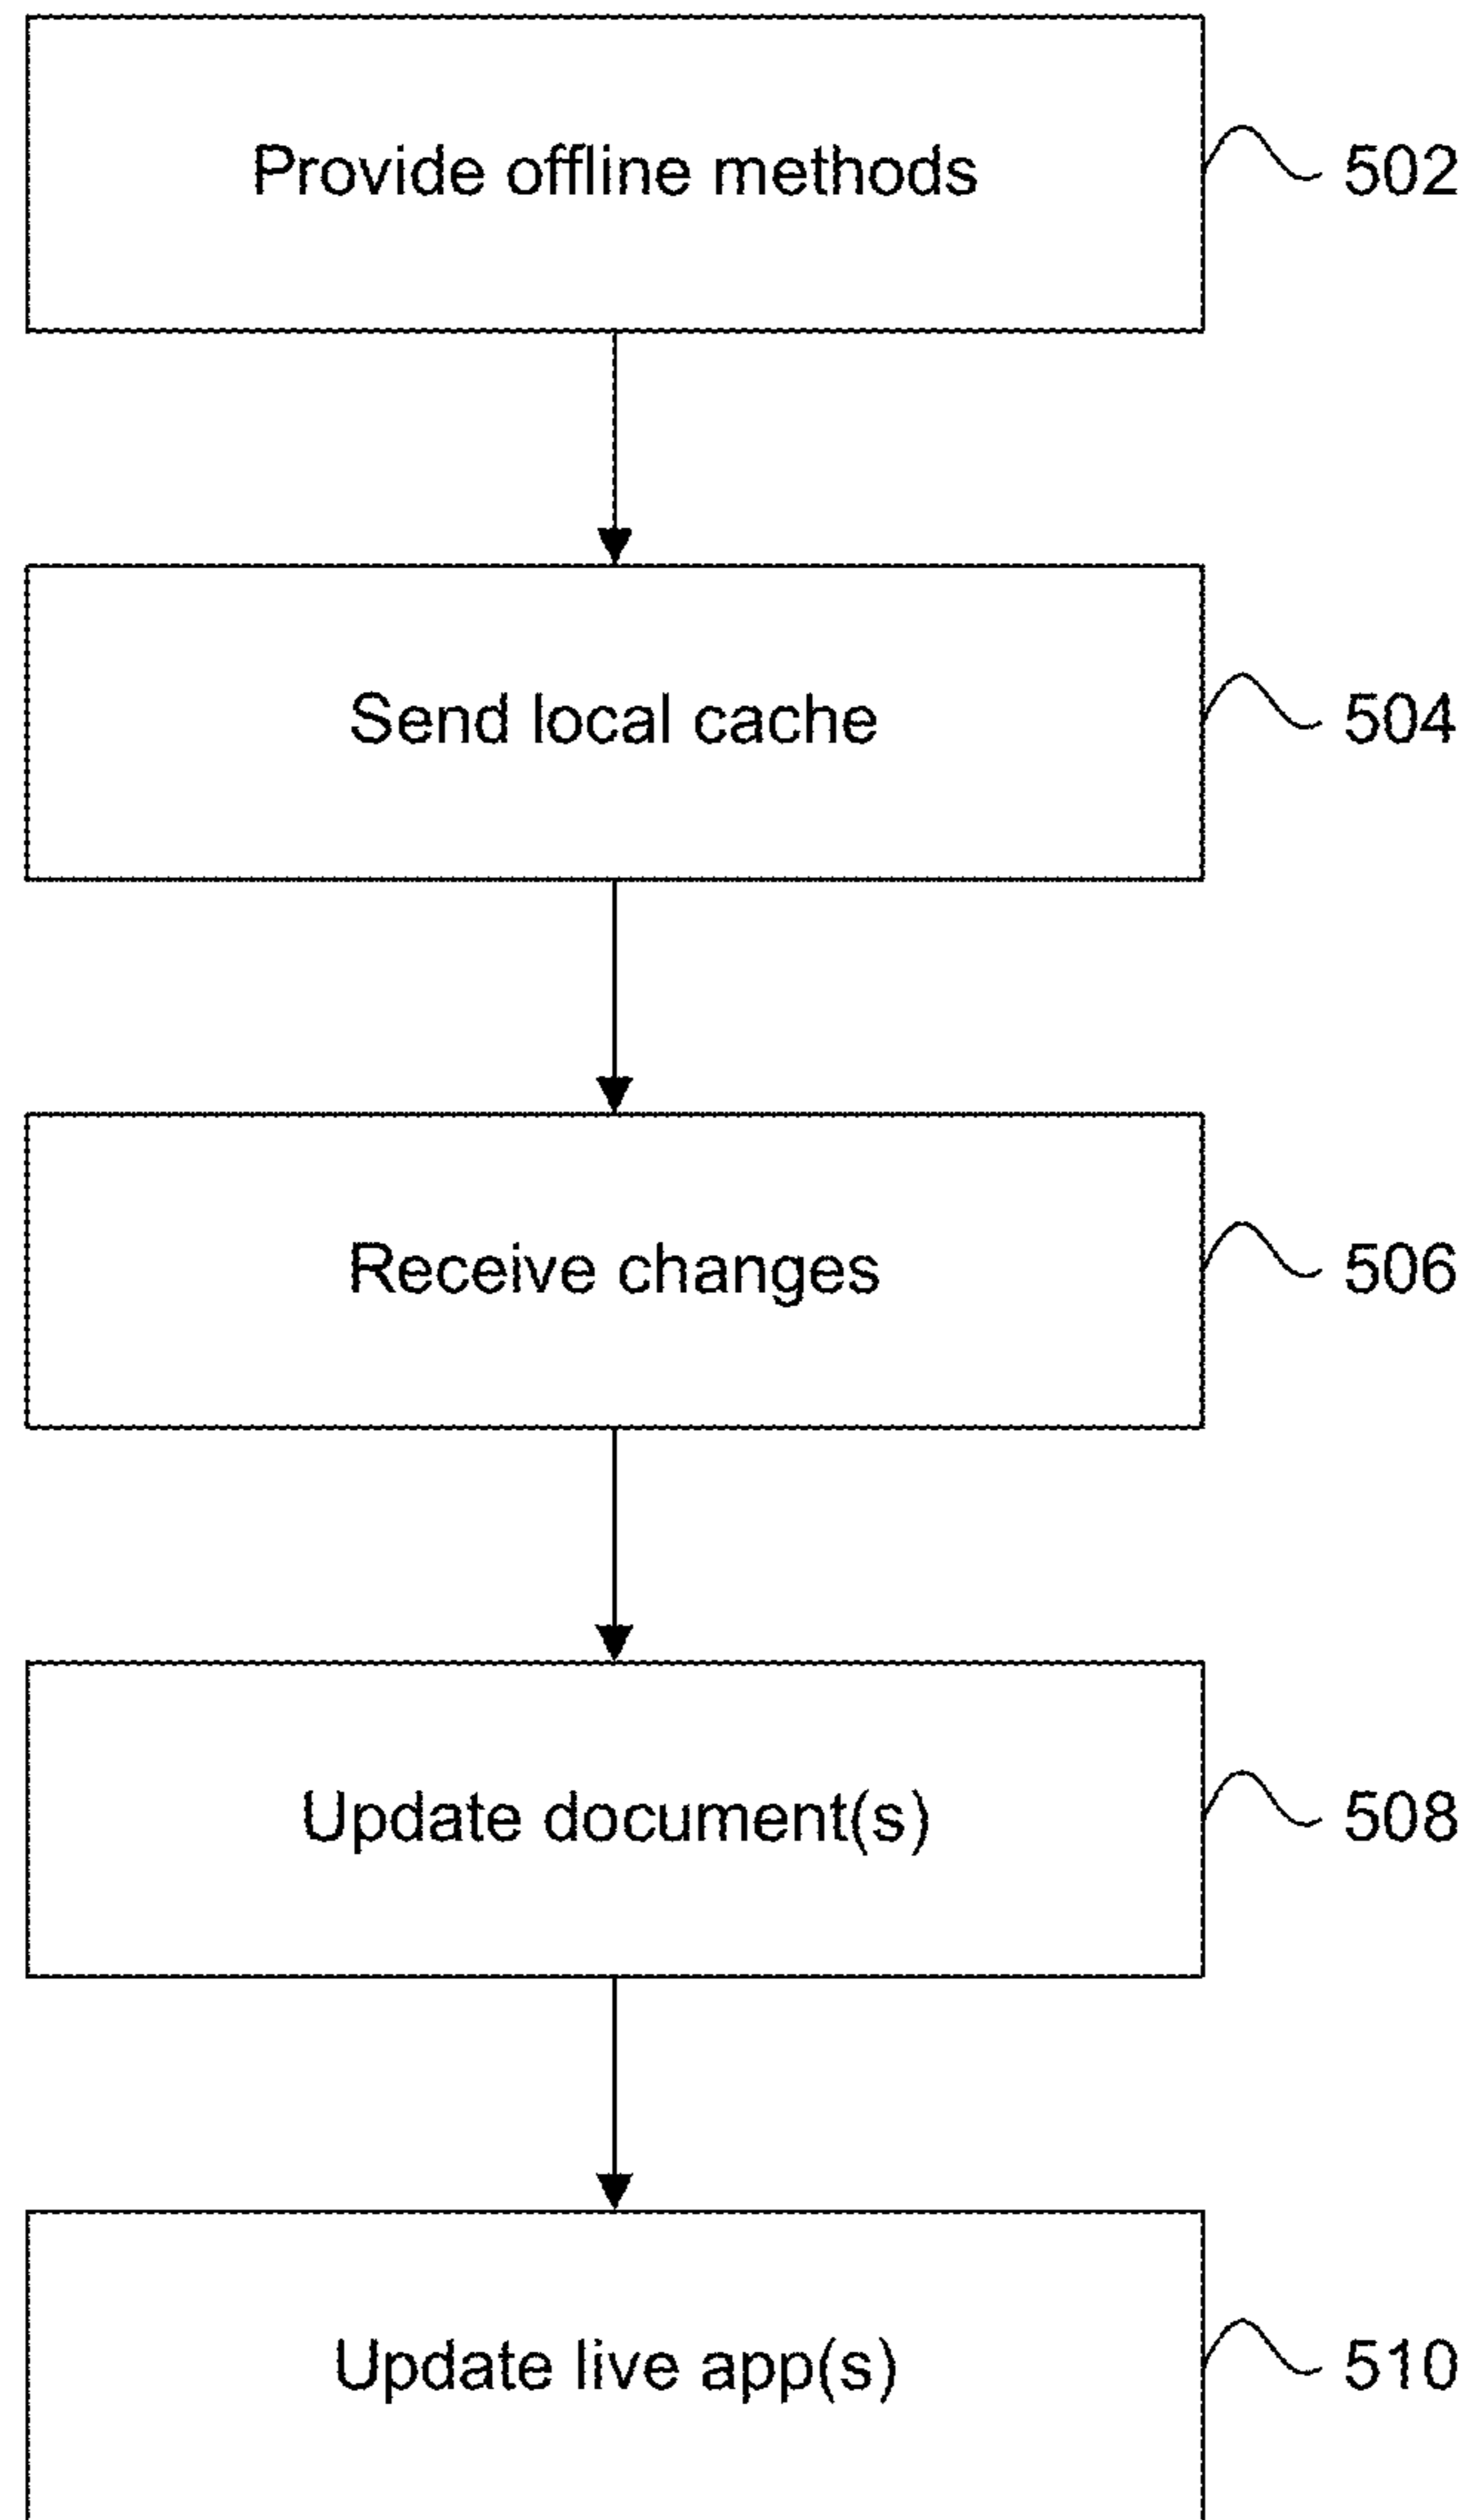 Provide offline methods
502
Send local cache
504
Receive changes
506
Update document(s)
508
Update live app(s)
510